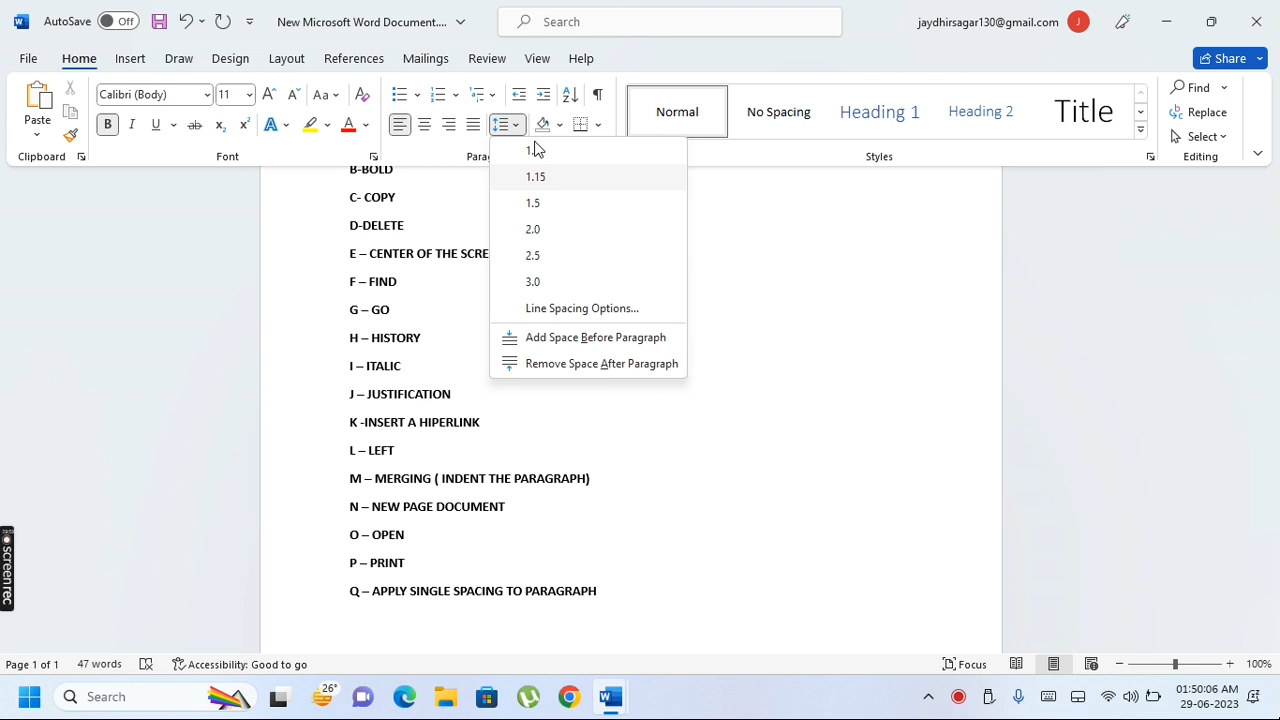 AutoSave Off New Microsoft Word Document.... Search jaydhirsagar130@gmail.com J
File Home Insert Draw Design Layout References Mailings Review View Help Share
Paste Calibri (Body) 11 Aa Normal No Spacing Heading 1 Heading 2 Title Find
Replace
Select
Clipboard Font Styles Editing
1.15
1.5
2.0
2.5
3.0
Line Spacing Options...
Add Space Before Paragraph
Remove Space After Paragraph
B-BOLD
C- COPY
D-DELETE
E – CENTER OF THE SCRE
F – FIND
G – GO
H – HISTORY
I – ITALIC
J – JUSTIFICATION
K -INSERT A HIPERLINK
L – LEFT
M – MERGING ( INDENT THE PARAGRAPH)
N – NEW PAGE DOCUMENT
O – OPEN
P – PRINT
Q – APPLY SINGLE SPACING TO PARAGRAPH
screenrec
Page 1 of 1 47 words Accessibility: Good to go Focus 100%
Search 26° 01:50:06 AM
29-06-2023